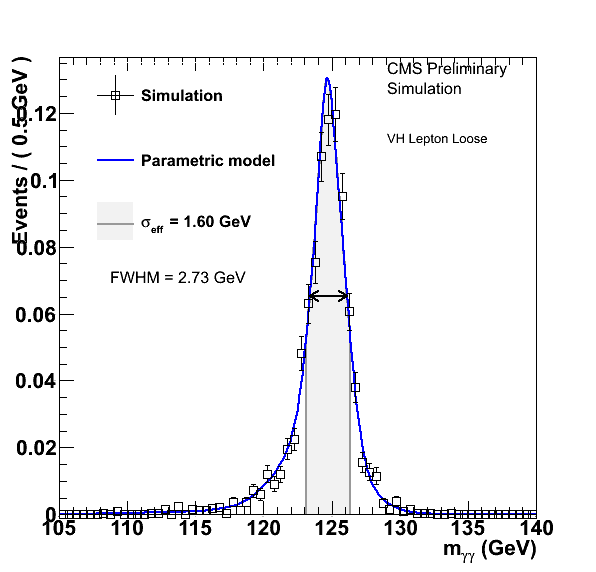 CMS Preliminary
Simulation
VH Lepton Loose
Simulation
Parametric model
σeff = 1.60 GeV
FWHM = 2.73 GeV
Events / ( 0.5 GeV )
0.12
0.1
0.08
0.06
0.04
0.02
0
105 110 115 120 125 130 135 140
mγγ (GeV)